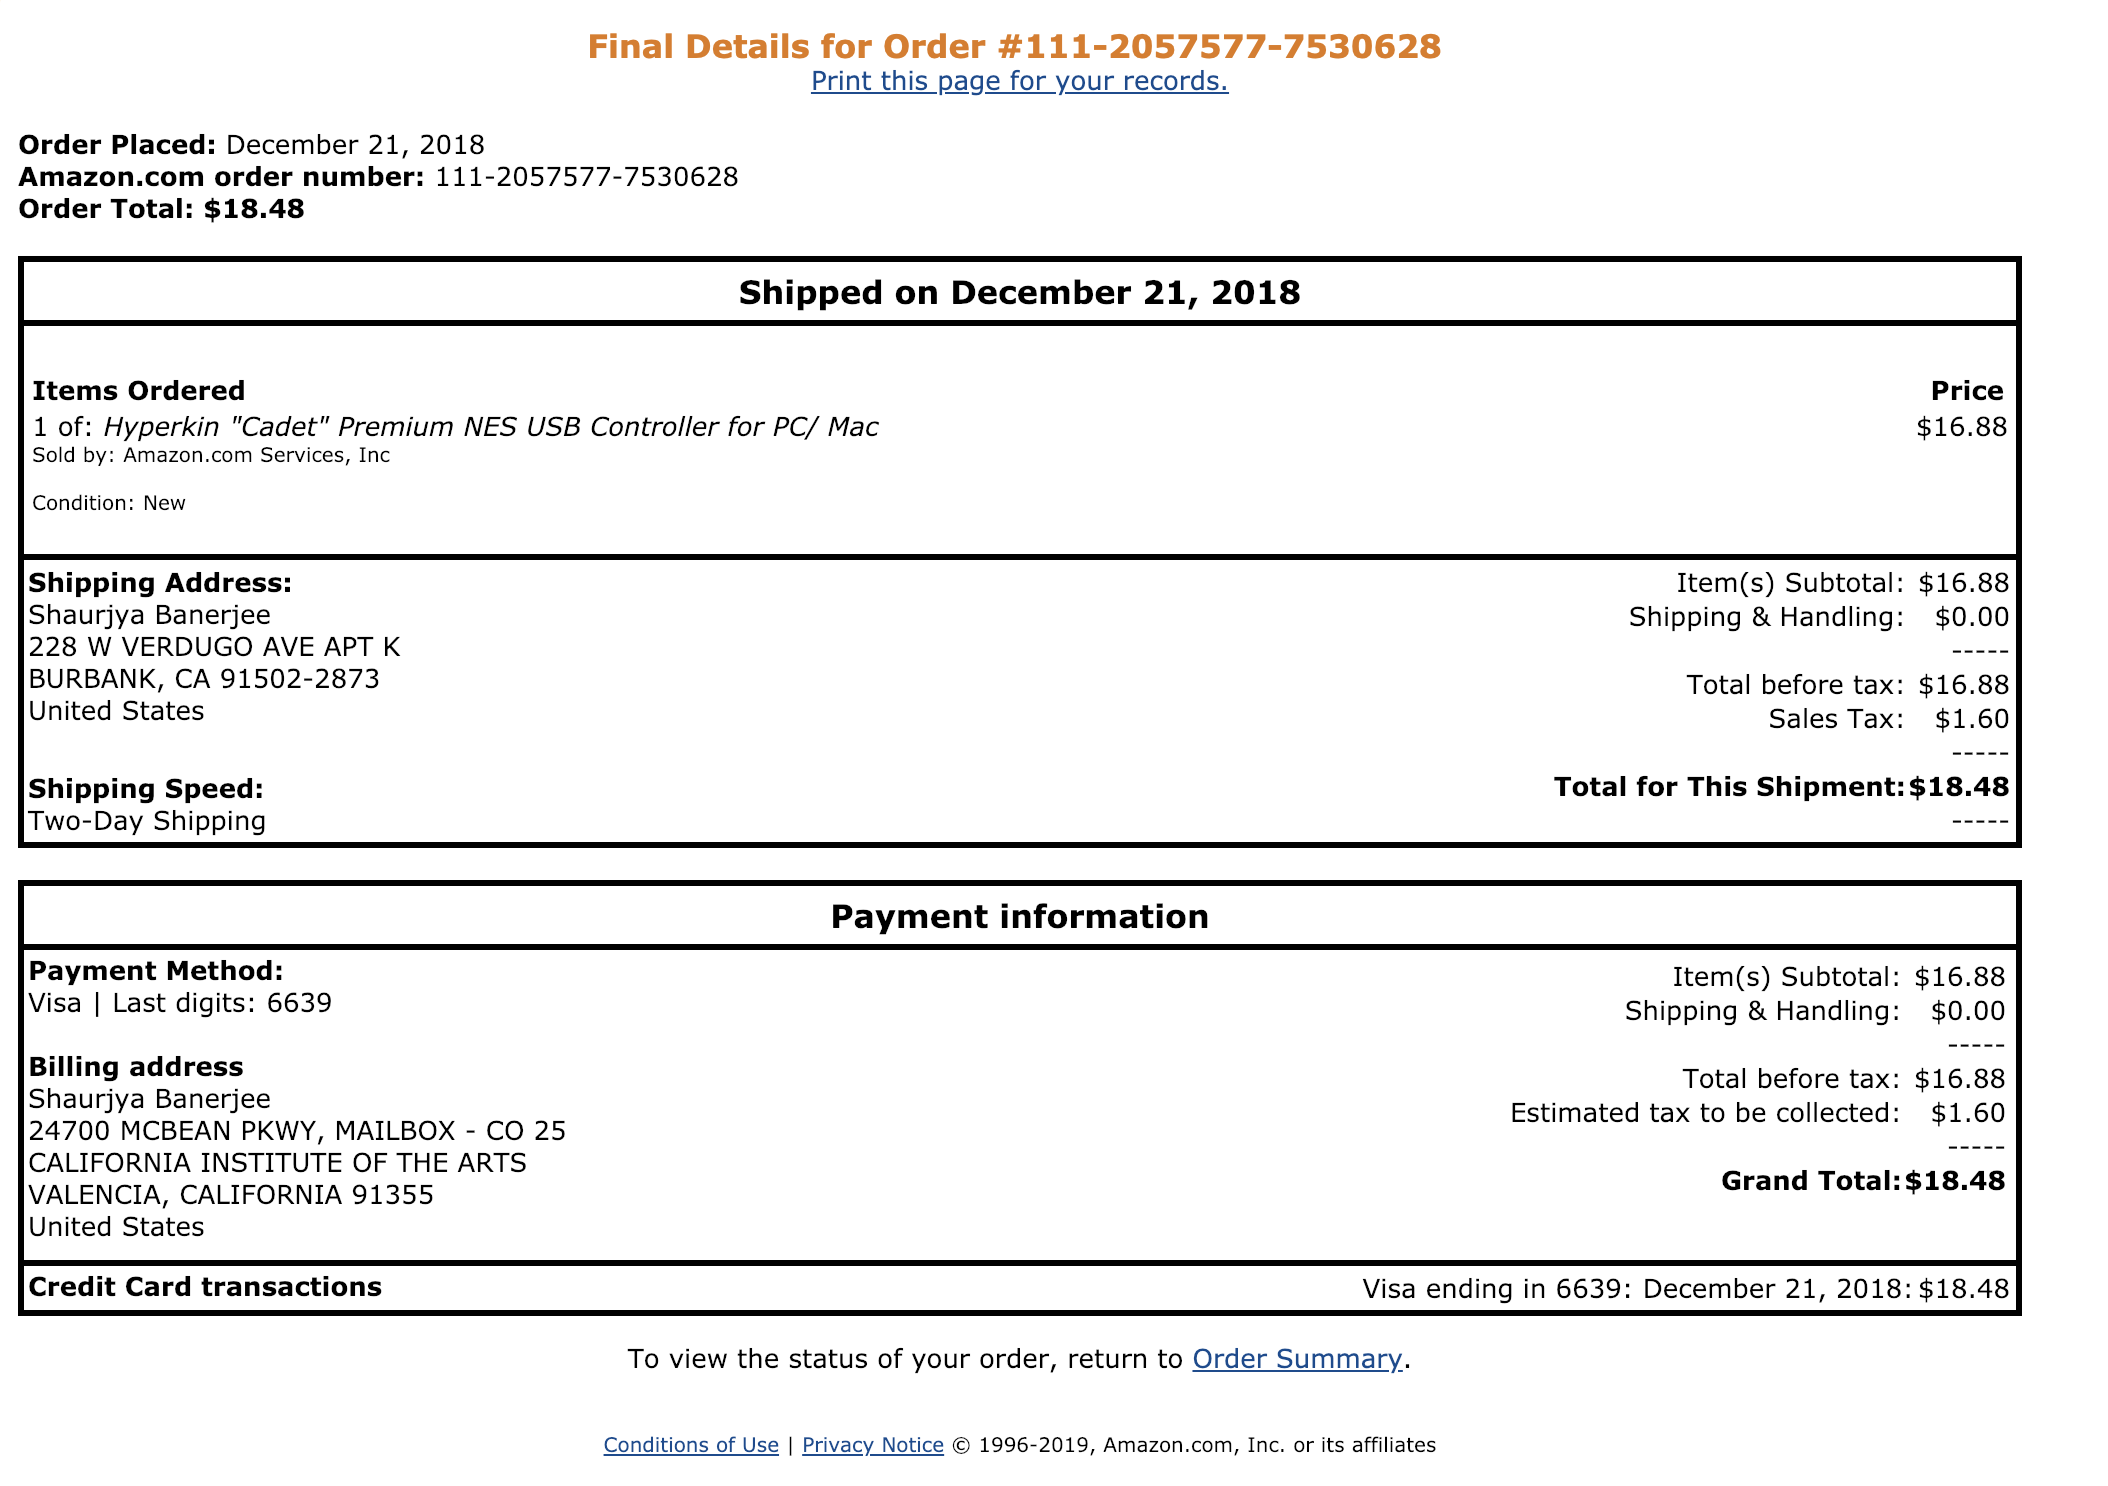 Final Details for Order #111-2057577-7530628
Print this page for your records.
Order Placed: December 21, 2018
Amazon.com order number: 111-2057577-7530628
Order Total: $18.48
Shipped on December 21, 2018
Items Ordered Price
1 of: Hyperkin "Cadet" Premium NES USB Controller for PC/ Mac $16.88
Sold by: Amazon.com Services, Inc
Condition: New
Shipping Address:
Shaurjya Banerjee
228 W VERDUGO AVE APT K
BURBANK, CA 91502-2873
United States
Shipping Speed:
Two-Day Shipping
Item(s) Subtotal: $16.88
Shipping & Handling: $0.00
-----
Total before tax: $16.88
Sales Tax: $1.60
-----
Total for This Shipment: $18.48
-----
Payment information
Payment Method:
Visa | Last digits: 6639
Billing address
Shaurjya Banerjee
24700 MCBEAN PKWY, MAILBOX - CO 25
CALIFORNIA INSTITUTE OF THE ARTS
VALENCIA, CALIFORNIA 91355
United States
Item(s) Subtotal: $16.88
Shipping & Handling: $0.00
-----
Total before tax: $16.88
Estimated tax to be collected: $1.60
-----
Grand Total: $18.48
Credit Card transactions Visa ending in 6639: December 21, 2018: $18.48
To view the status of your order, return to Order Summary.
Conditions of Use | Privacy Notice © 1996-2019, Amazon.com, Inc. or its affiliates